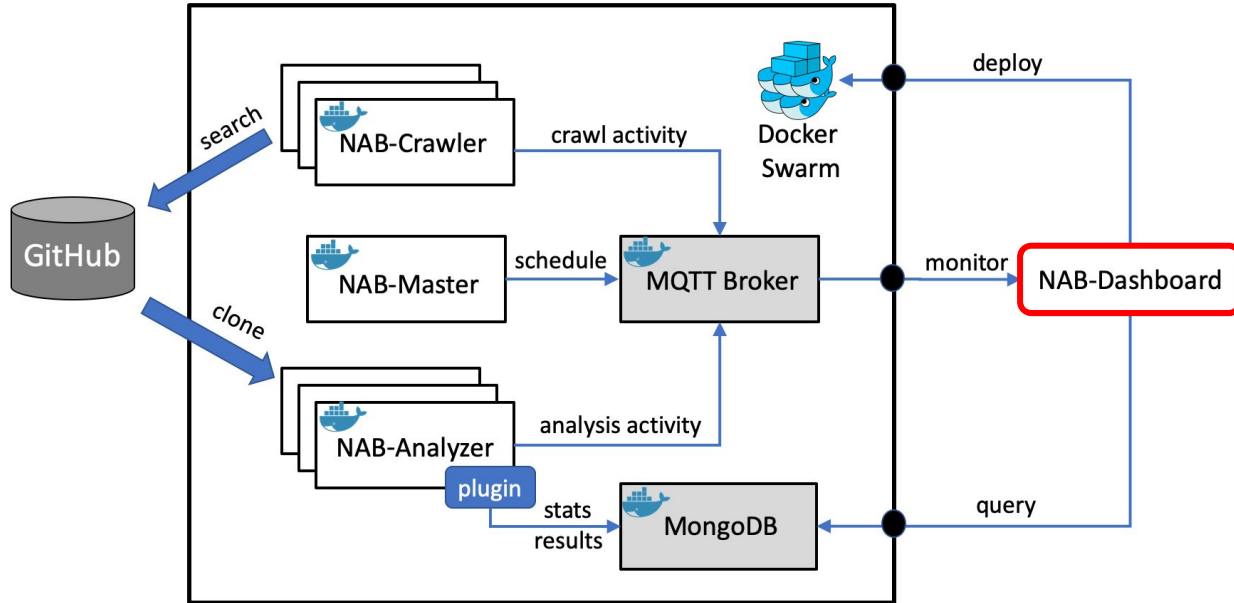 deploy
search
NAB-Crawler
crawl activity
Docker
Swarm
GitHub
NAB-Master
schedule
MQTT Broker
monitor
NAB-Dashboard
clone
NAB-Analyzer
analysis activity
plugin
stats
results
MongoDB
query